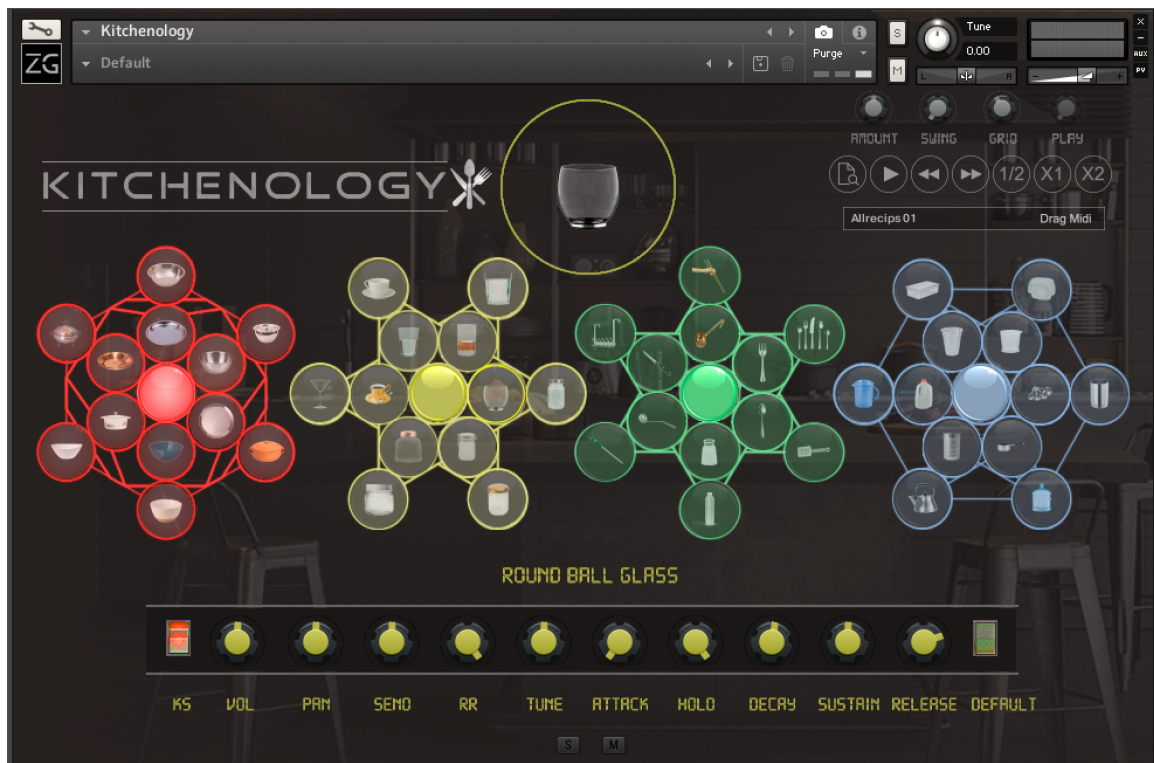 Kitchenology
S
Tune
×
-
ZG
Default
Purge
M
0.00
AUX
PV
L
R
-
+
AMOUNT SWING GRID PLAY
KITCHENOLOGY
1/2 X1 X2
Allrecips 01 Drag Midi
ROUND BALL GLASS
KS VOL PAN SEND RR TUNE ATTACK HOLD DECAY SUSTAIN RELEASE DEFAULT
S M